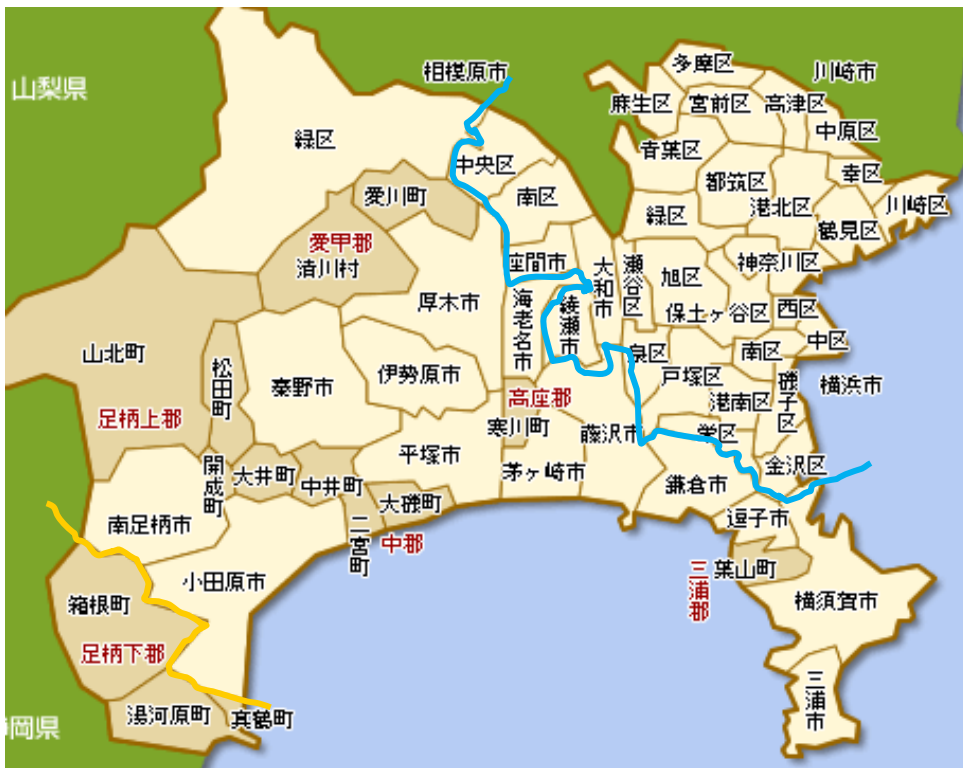 相模原市
多摩区
川崎市
山梨県
麻生区
宮前区
高津区
中原区
緑区
青葉区
中央区
幸区
都筑区
愛川町
南区
港北区
川崎区
緑区
鶴見区
愛甲郡
清川村
座間市
大和市
瀬谷区
旭区
神奈川区
厚木市
海老名市
綾瀬市
保土ヶ谷区
西区
中区
山北町
松田町
秦野市
伊勢原市
泉区
戸塚区
南区
磯子区
横浜市
足柄上郡
高座郡
港南区
寒川町
藤沢市
栄区
平塚市
茅ヶ崎市
金沢区
開成町
大井町
中井町
大磯町
鎌倉市
南足柄市
二宮町
中郡
逗子市
小田原市
三浦郡
葉山町
箱根町
横須賀市
足柄下郡
三浦市
湯河原町
真鶴町
岡県